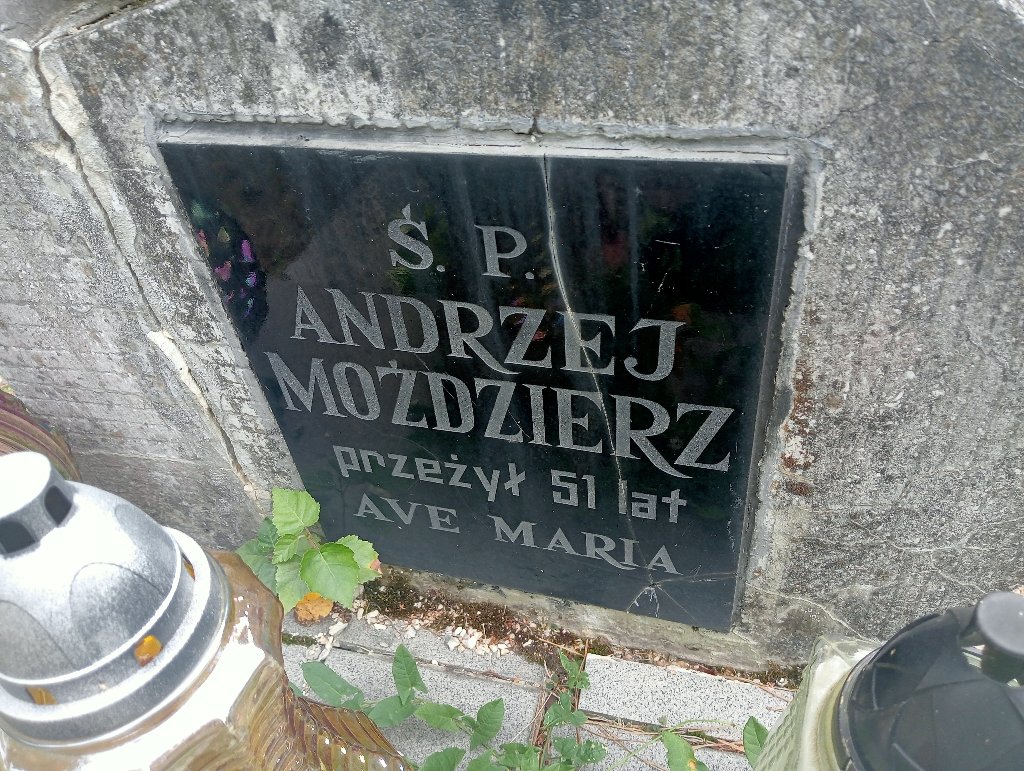 Ś. P.
ANDRZEJ
MOŻDZIERZ
przeżył 51 lat
AVE MARIA